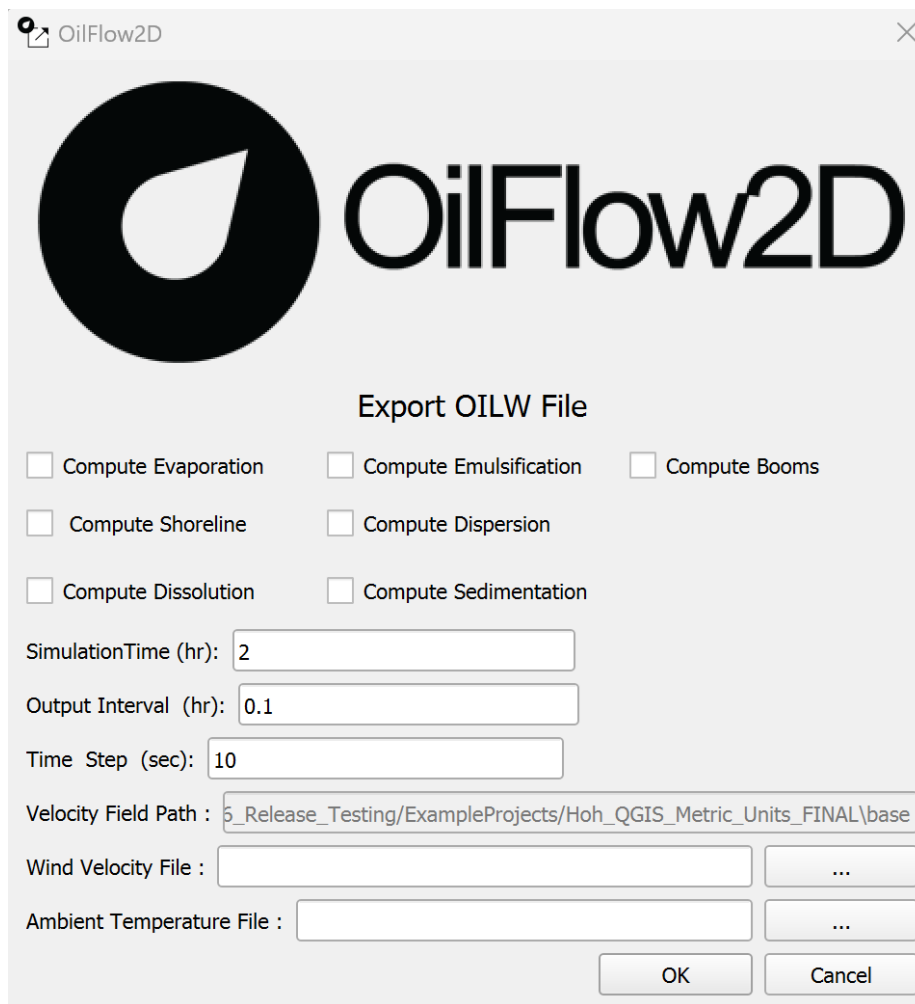 OilFlow2D
OilFlow2D
Export OILW File
Compute Evaporation Compute Emulsification Compute Booms
Compute Shoreline Compute Dispersion
Compute Dissolution Compute Sedimentation
SimulationTime (hr): 2
Output Interval (hr): 0.1
Time Step (sec): 10
Velocity Field Path : 6_Release_Testing/ExampleProjects/Hoh_QGIS_Metric_Units_FINAL\base
Wind Velocity File : ...
Ambient Temperature File : ...
OK Cancel